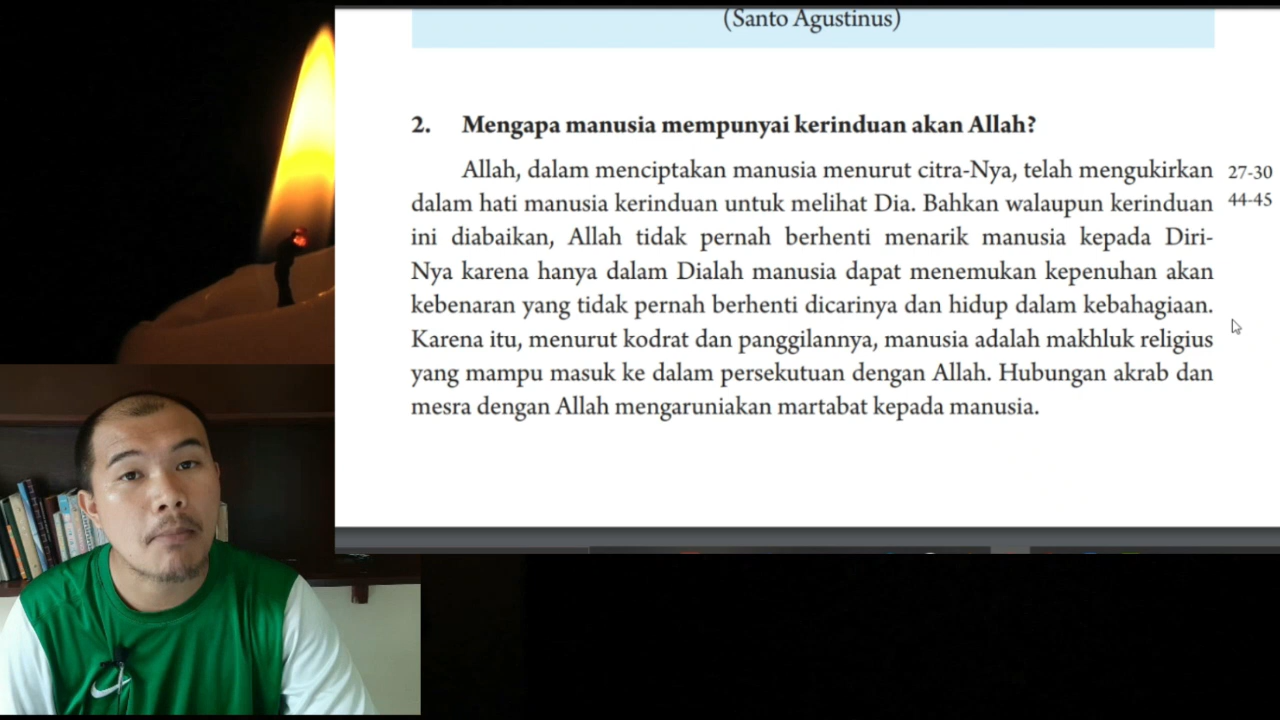 (Santo Agustinus)
2. Mengapa manusia mempunyai kerinduan akan Allah?
Allah, dalam menciptakan manusia menurut citra-Nya, telah mengukirkan 27-30
dalam hati manusia kerinduan untuk melihat Dia. Bahkan walaupun kerinduan 44-45
ini diabaikan, Allah tidak pernah berhenti menarik manusia kepada Diri-
Nya karena hanya dalam Dialah manusia dapat menemukan kepenuhan akan
kebenaran yang tidak pernah berhenti dicarinya dan hidup dalam kebahagiaan.
Karena itu, menurut kodrat dan panggilannya, manusia adalah makhluk religius
yang mampu masuk ke dalam persekutuan dengan Allah. Hubungan akrab dan
mesra dengan Allah mengaruniakan martabat kepada manusia.